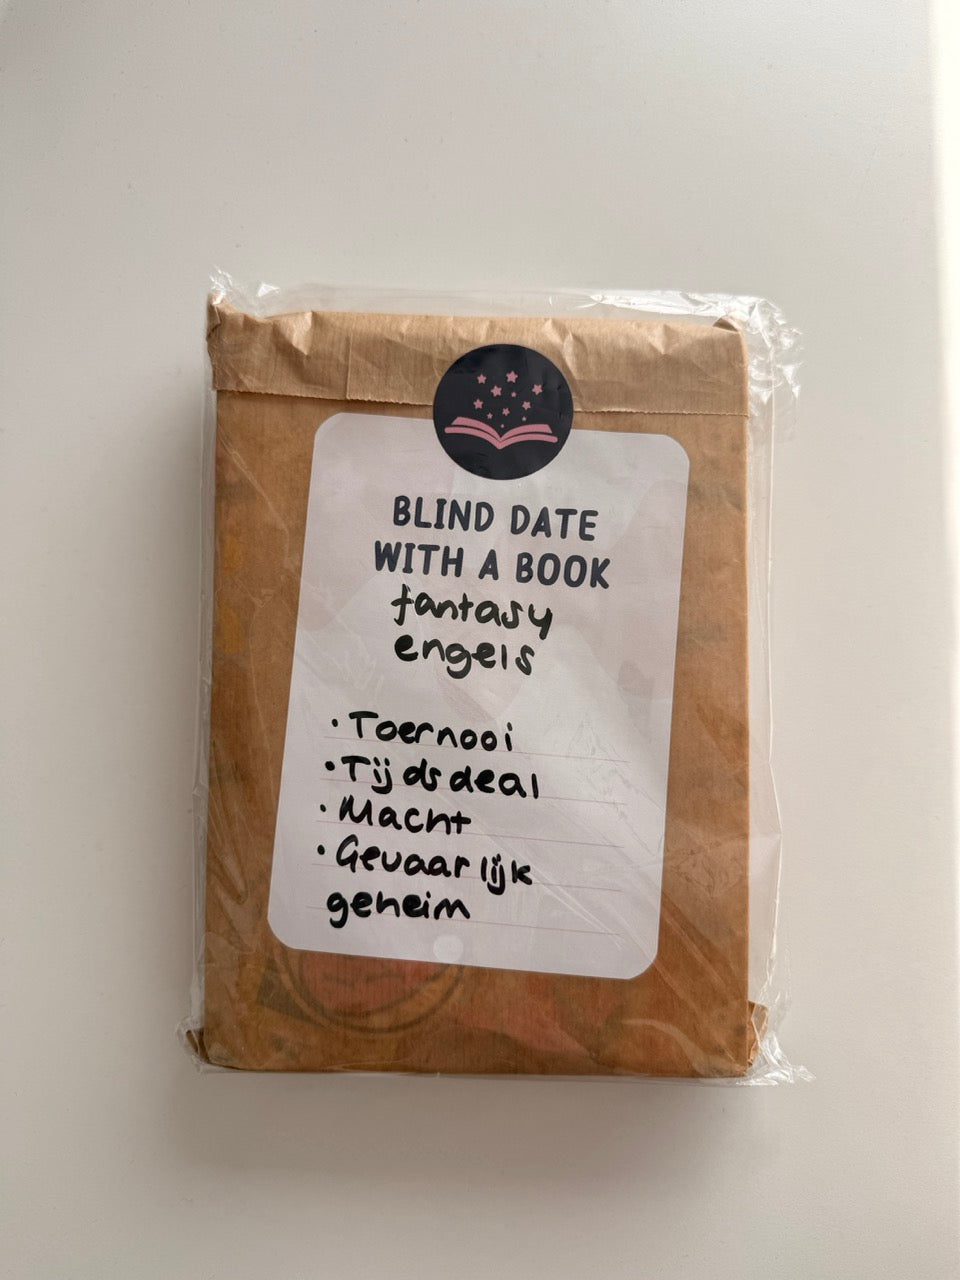 BLIND DATE
WITH A BOOK
fantasy
engels
• Toernooi
• Tijdsdeal
• Macht
• Gevaarlijk
geheim